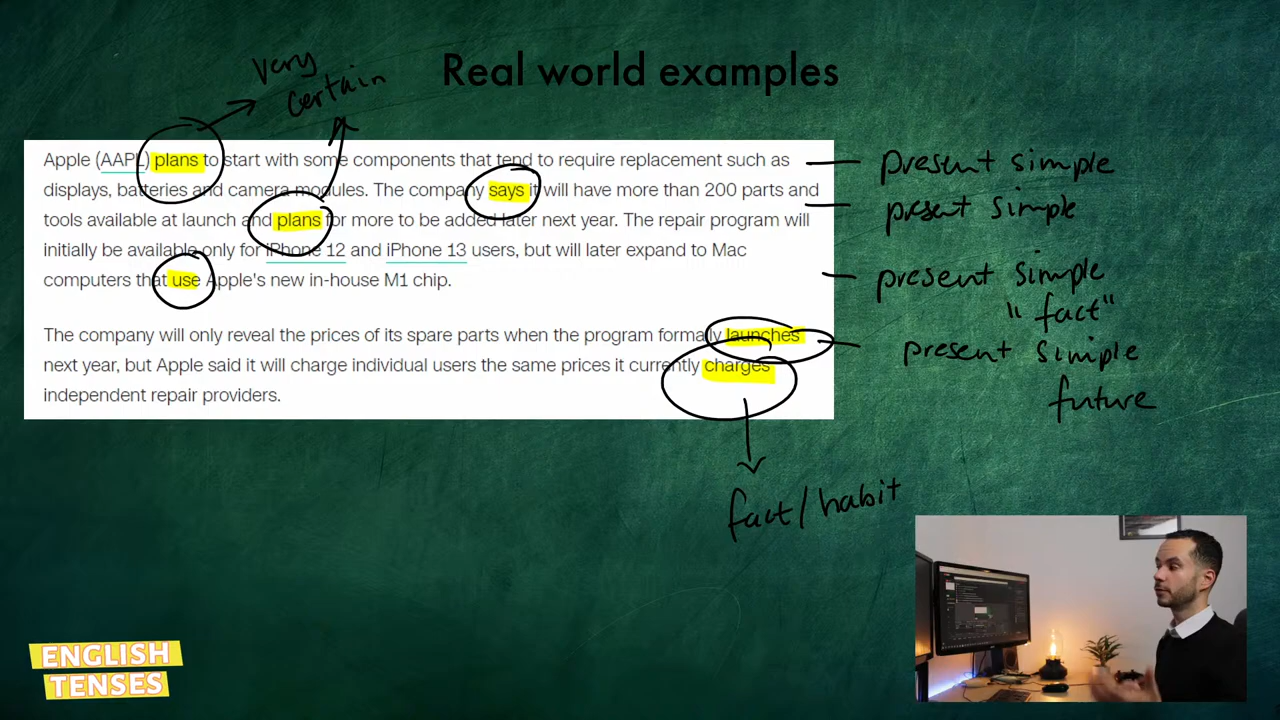 Real world examples
very
certain
Apple (AAPL) plans to start with some components that tend to require replacement such as
displays, batteries and camera modules. The company says it will have more than 200 parts and
tools available at launch and plans for more to be added later next year. The repair program will
initially be available only for iPhone 12 and iPhone 13 users, but will later expand to Mac
computers that use Apple's new in-house M1 chip.
The company will only reveal the prices of its spare parts when the program formally launches
next year, but Apple said it will charge individual users the same prices it currently charges
independent repair providers.
present simple
present simple
present simple
"fact"
present simple
future
fact/habit
ENGLISH
TENSES